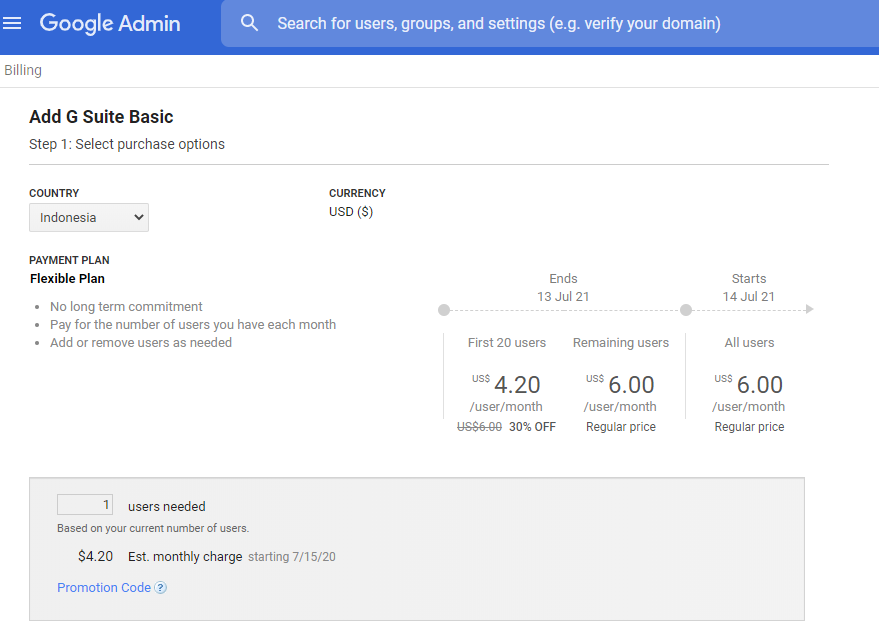 Google Admin
Search for users, groups, and settings (e.g. verify your domain)
Billing
Add G Suite Basic
Step 1: Select purchase options
COUNTRY
CURRENCY
Indonesia
USD ($)
PAYMENT PLAN
Flexible Plan
No long term commitment
Pay for the number of users you have each month
Add or remove users as needed
Ends
13 Jul 21
Starts
14 Jul 21
First 20 users
Remaining users
All users
US$ 4.20
US$ 6.00
US$ 6.00
/user/month
/user/month
/user/month
US$6.00 30% OFF
Regular price
Regular price
1 users needed
Based on your current number of users.
$4.20 Est. monthly charge starting 7/15/20
Promotion Code ?